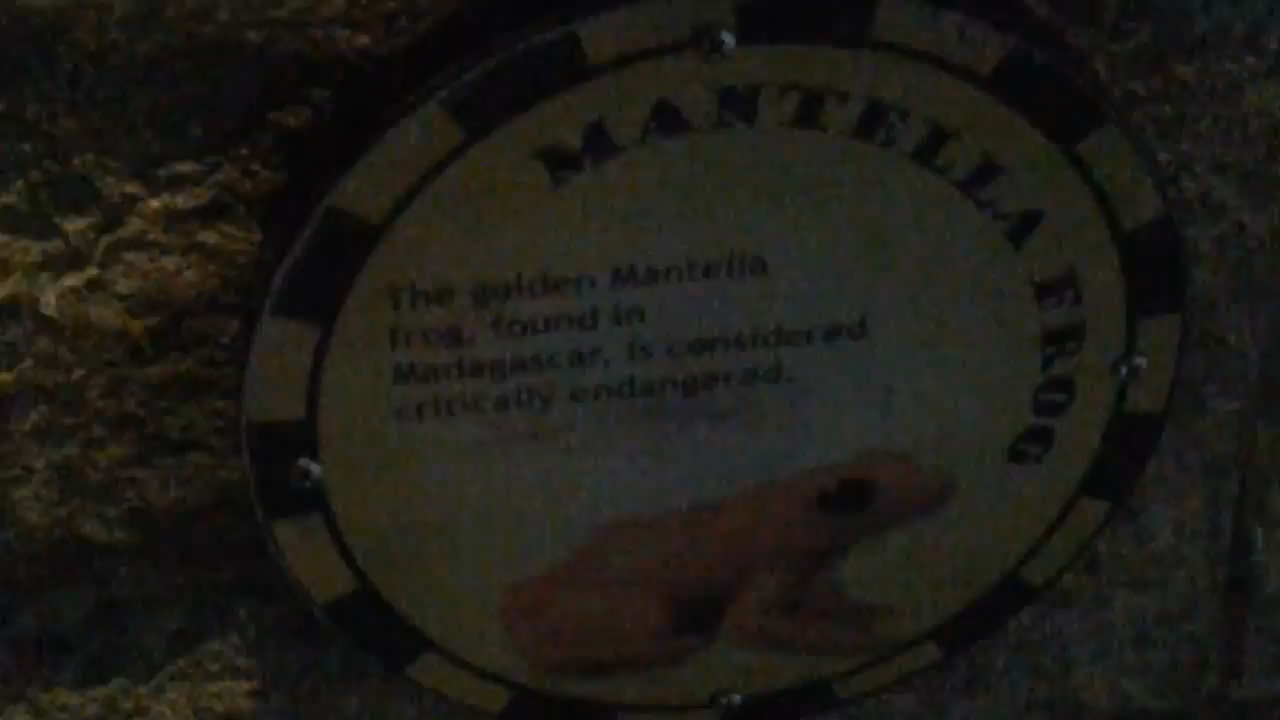 MANTELLA FROG
The golden Mantella
frog, found in
Madagascar, is considered
critically endangered.